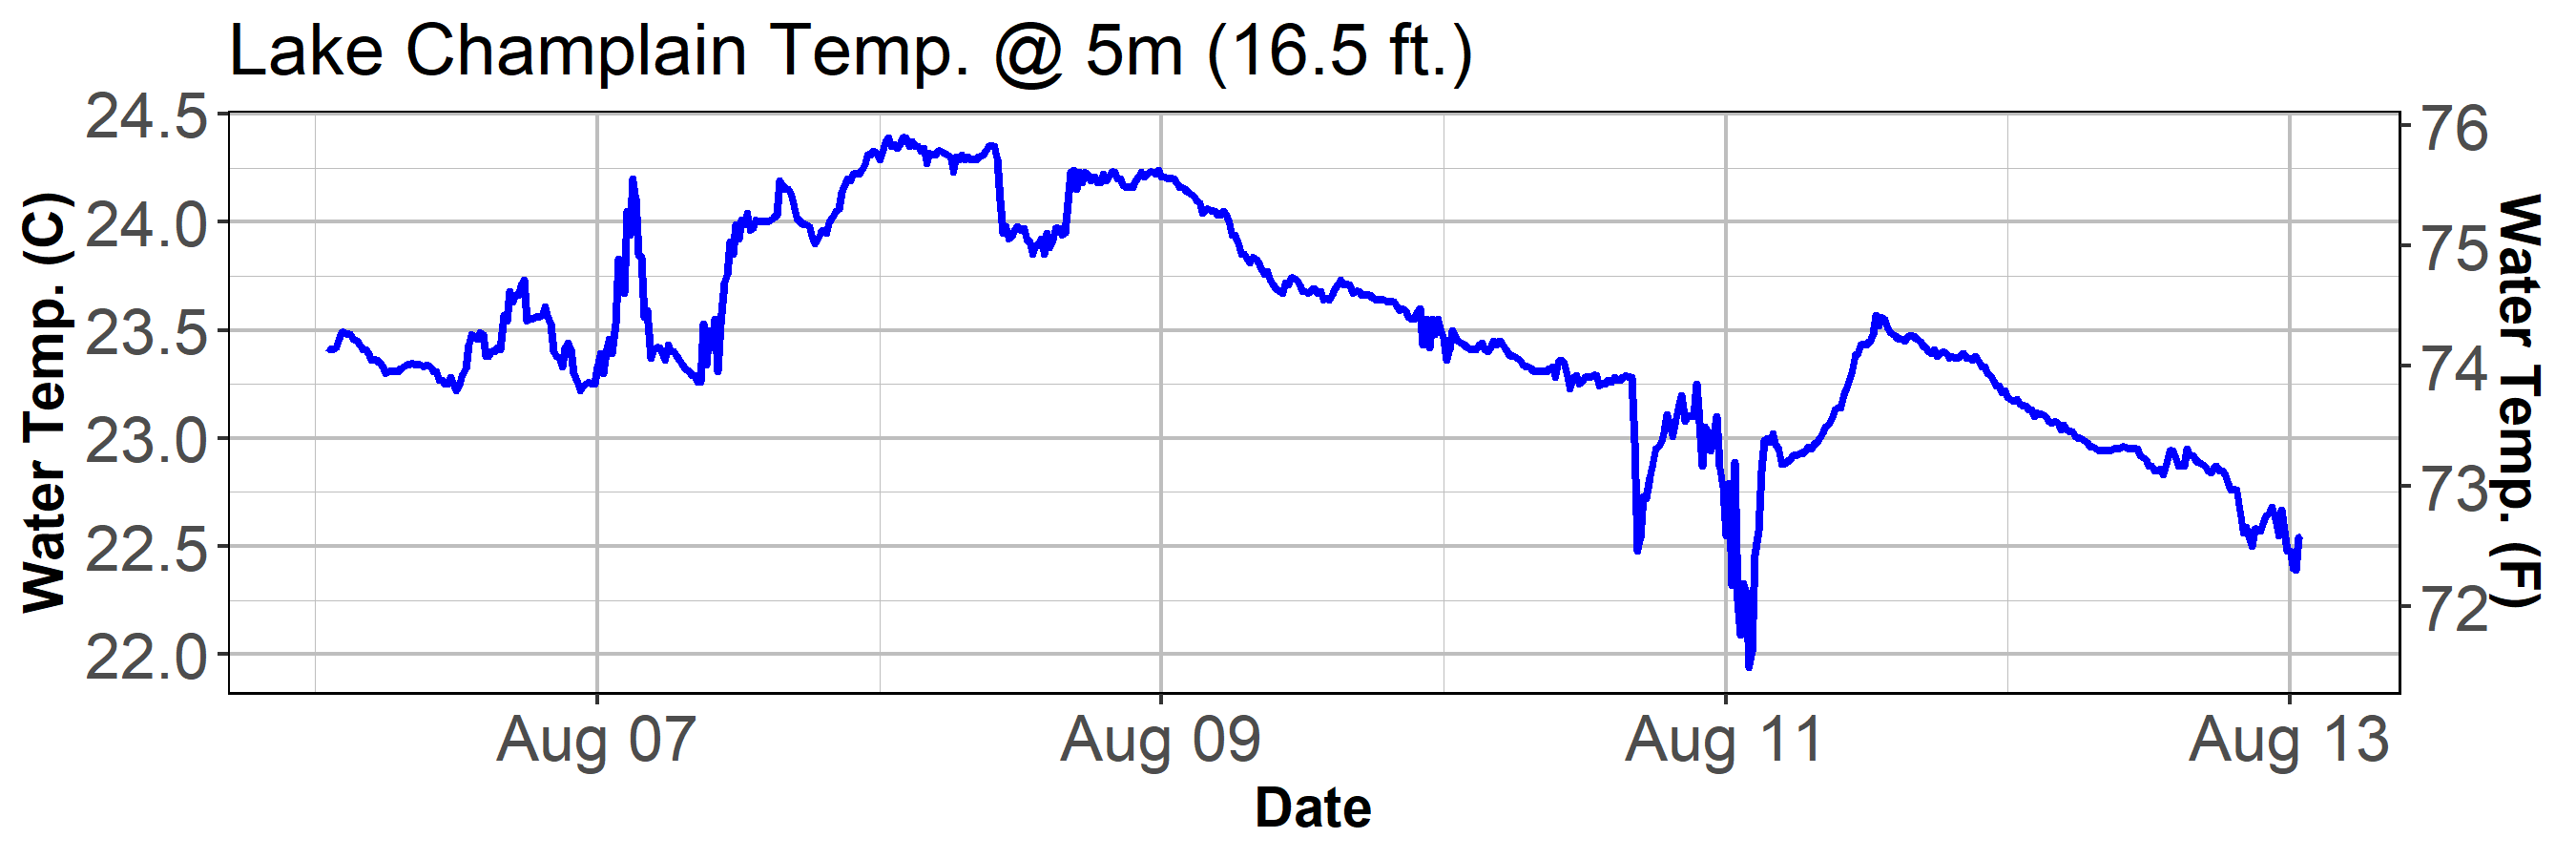 Lake Champlain Temp. @ 5m (16.5 ft.)
Water Temp. (C)
24.5
24.0
23.5
23.0
22.5
22.0
76
75
74
73
72
Water Temp. (F)
Aug 07
Aug 09
Aug 11
Aug 13
Date